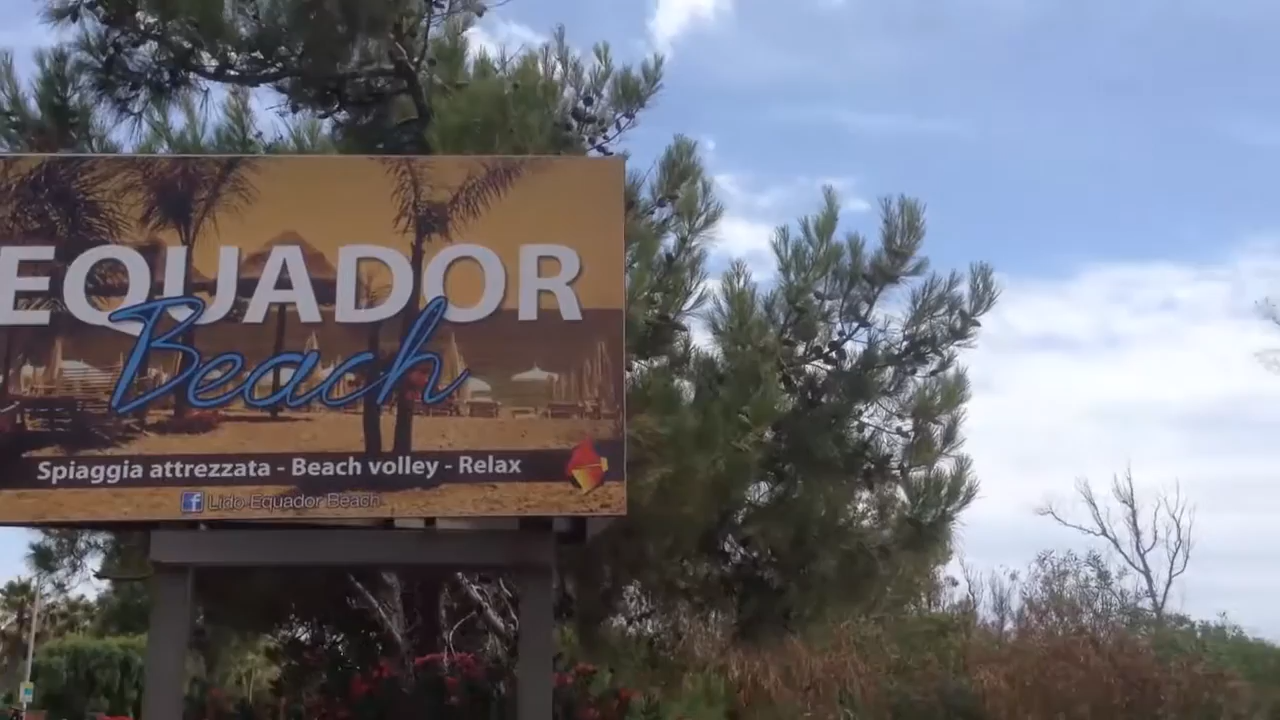 EQUADOR
Beach
Spiaggia attrezzata - Beach volley - Relax
f Lido Equador Beach